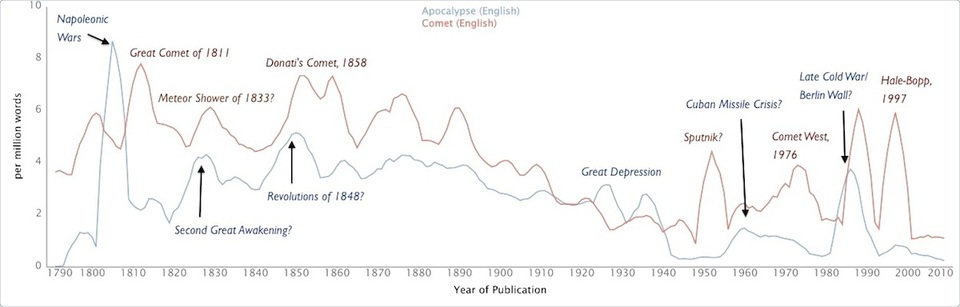 Apocalypse (English)
Comet (English)
10
8
6
4
2
0
per million words
Napoleonic
Wars
Great Comet of 1811
Meteor Shower of 1833?
Second Great Awakening?
Donati's Comet, 1858
Revolutions of 1848?
Great Depression
Sputnik?
Cuban Missile Crisis?
Comet West,
1976
Late Cold War/
Berlin Wall?
Hale-Bopp,
1997
1790 1800 1810 1820 1830 1840 1850 1860 1870 1880 1890 1900 1910 1920 1930 1940 1950 1960 1970 1980 1990 2000 2010
Year of Publication